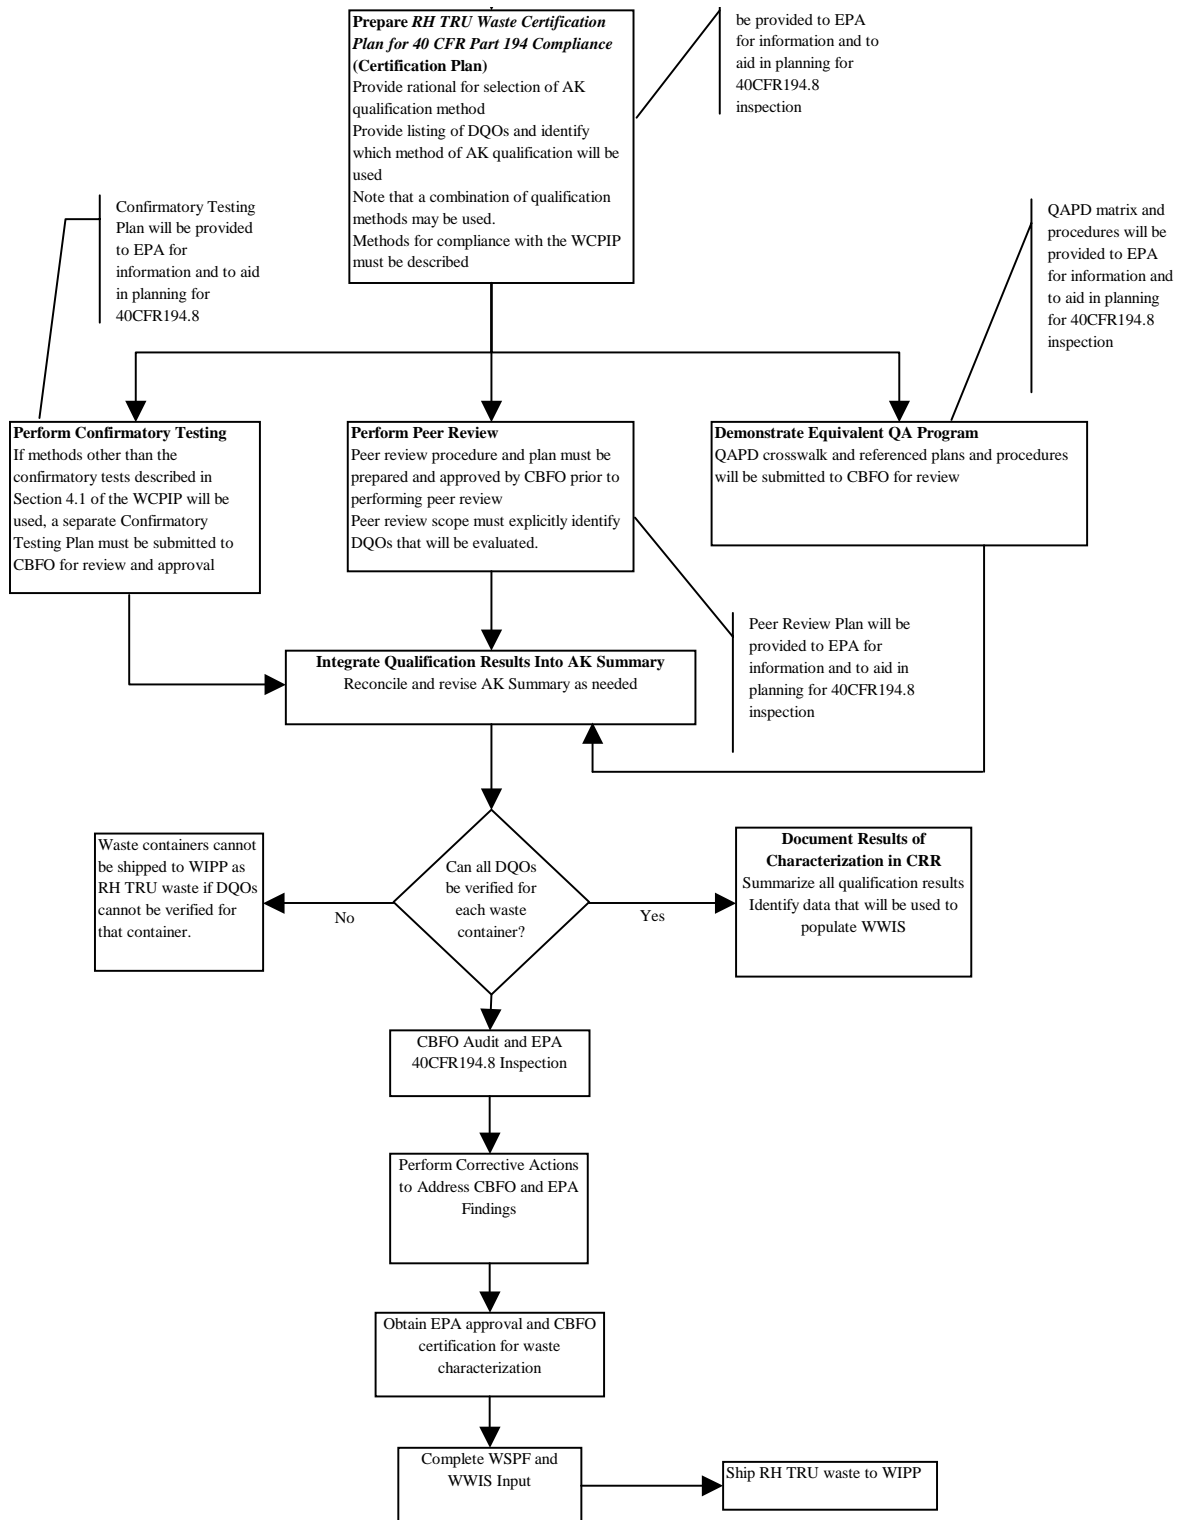 Prepare RH TRU Waste Certification
Plan for 40 CFR Part 194 Compliance
(Certification Plan)
Provide rational for selection of AK
qualification method
Provide listing of DQOs and identify
which method of AK qualification will be
used
Note that a combination of qualification
methods may be used.
Methods for compliance with the WCPIP
must be described
be provided to EPA
for information and to
aid in planning for
40CFR194.8
inspection
Confirmatory Testing
Plan will be provided
to EPA for
information and to aid
in planning for
40CFR194.8
QAPD matrix and
procedures will be
provided to EPA
for information and
to aid in planning
for 40CFR194.8
inspection
Perform Confirmatory Testing
If methods other than the
confirmatory tests described in
Section 4.1 of the WCPIP will be
used, a separate Confirmatory
Testing Plan must be submitted to
CBFO for review and approval
Perform Peer Review
Peer review procedure and plan must be
prepared and approved by CBFO prior to
performing peer review
Peer review scope must explicitly identify
DQOs that will be evaluated.
Demonstrate Equivalent QA Program
QAPD crosswalk and referenced plans and procedures
will be submitted to CBFO for review
Peer Review Plan will be
provided to EPA for
information and to aid in
planning for 40CFR194.8
inspection
Integrate Qualification Results Into AK Summary
Reconcile and revise AK Summary as needed
Waste containers cannot
be shipped to WIPP as
RH TRU waste if DQOs
cannot be verified for
that container.
No
Can all DQOs
be verified for
each waste
container?
Yes
Document Results of
Characterization in CRR
Summarize all qualification results
Identify data that will be used to
populate WWIS
CBFO Audit and EPA
40CFR194.8 Inspection
Perform Corrective Actions
to Address CBFO and EPA
Findings
Obtain EPA approval and CBFO
certification for waste
characterization
Complete WSPF and
WWIS Input
Ship RH TRU waste to WIPP